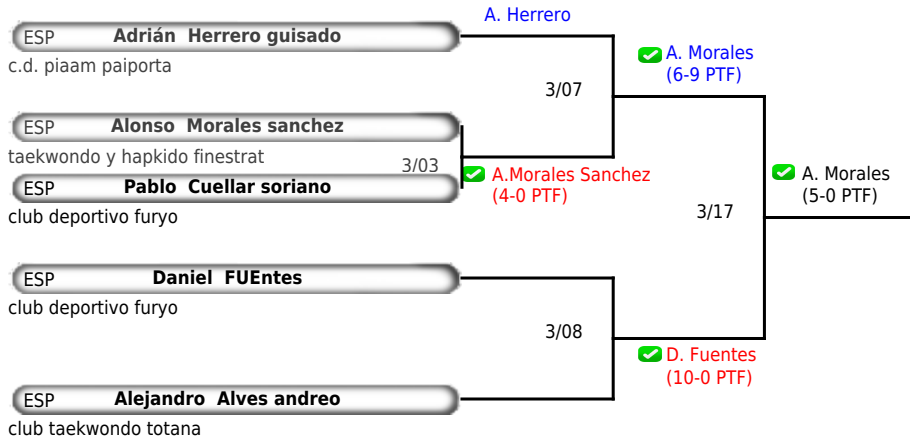 A. Herrero
ESP Adrián Herrero guisado
c.d. piaam paiporta
A. Morales
(6-9 PTF)
3/07
ESP Alonso Morales sanchez
taekwondo y hapkido finestrat
3/03
A.Morales Sanchez
(4-0 PTF)
ESP Pablo Cuellar soriano
club deportivo furyo
A. Morales
(5-0 PTF)
3/17
ESP Daniel FUEntes
club deportivo furyo
3/08
D. Fuentes
(10-0 PTF)
ESP Alejandro Alves andreo
club taekwondo totana